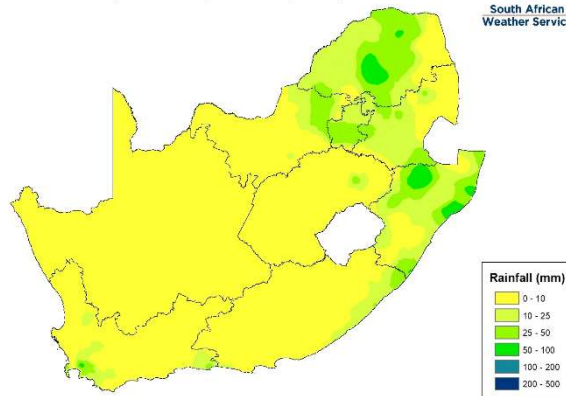 South African
Weather Servic
Rainfall (mm)
0 - 10
10 - 25
25 - 50
50 - 100
100 - 200
200 - 500